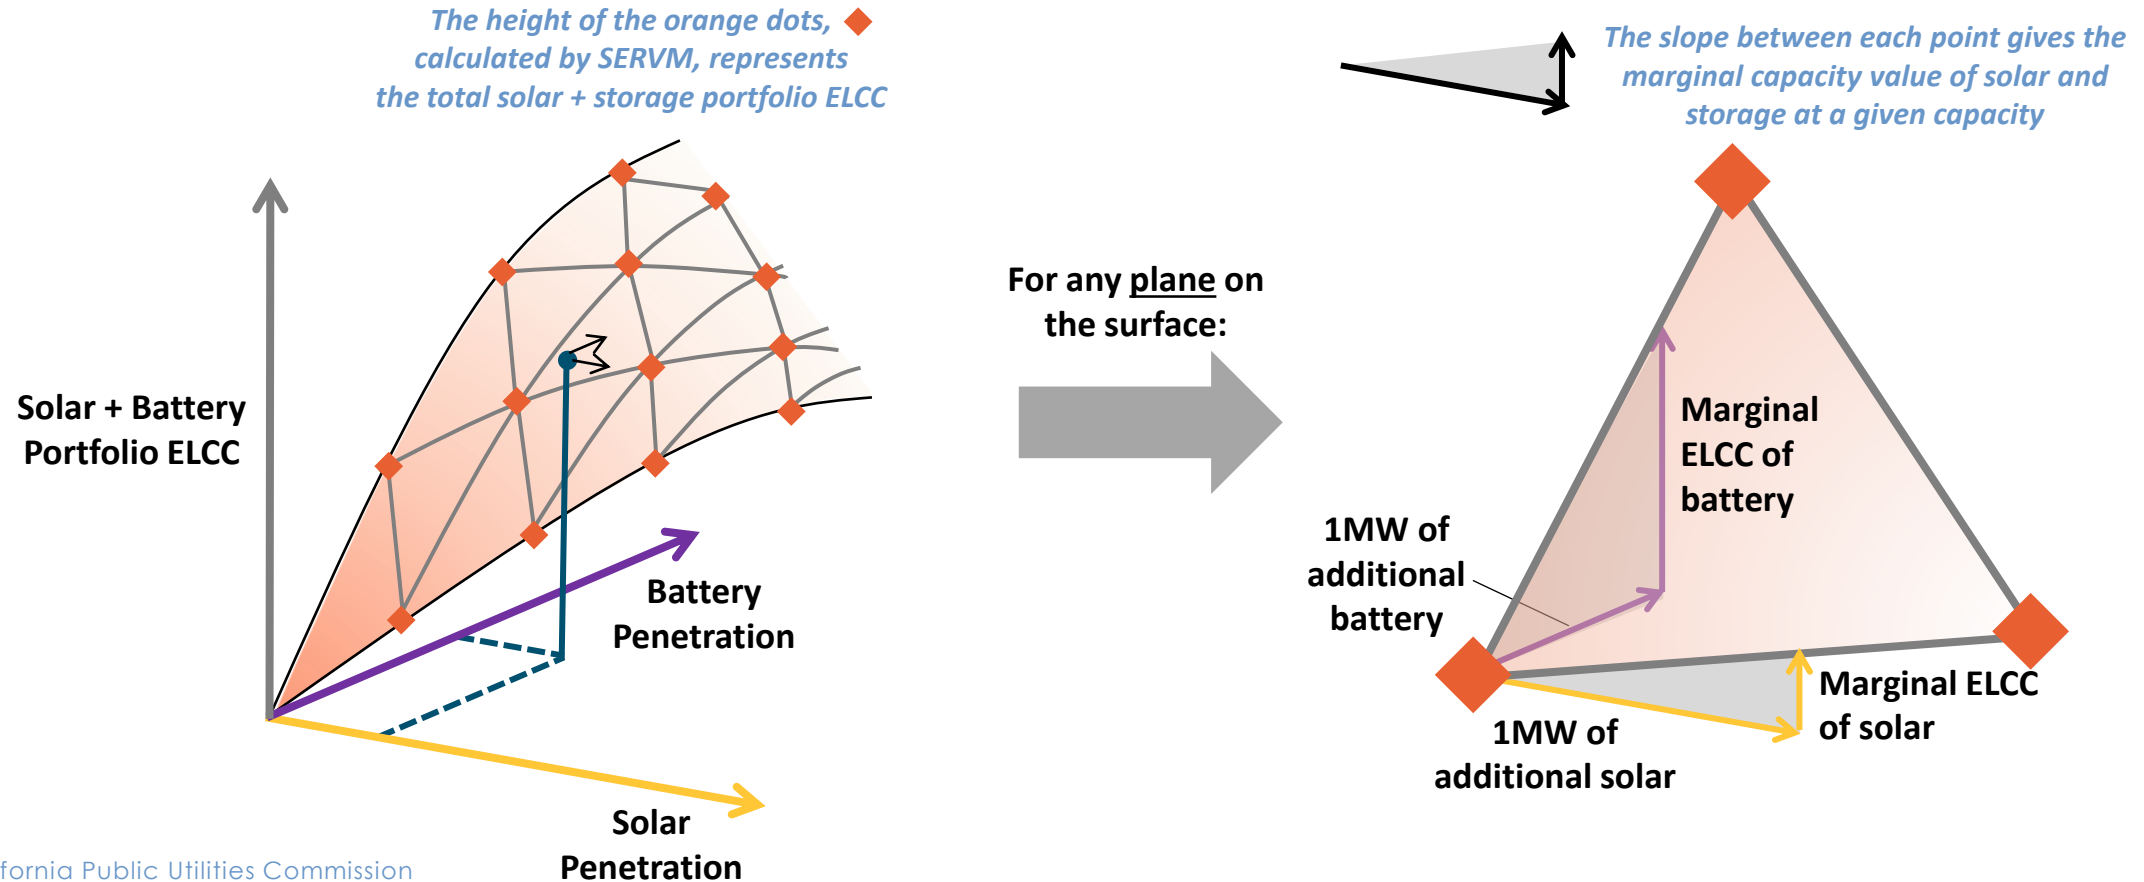 The height of the orange dots,
calculated by SERVM, represents
the total solar + storage portfolio ELCC
The slope between each point gives the
marginal capacity value of solar and
storage at a given capacity
Solar + Battery
Portfolio ELCC
Battery
Penetration
Solar
Penetration
For any plane on
the surface:
Marginal
ELCC of
battery
1MW of
additional
battery
Marginal ELCC
of solar
1MW of
additional solar
fornia Public Utilities Commission